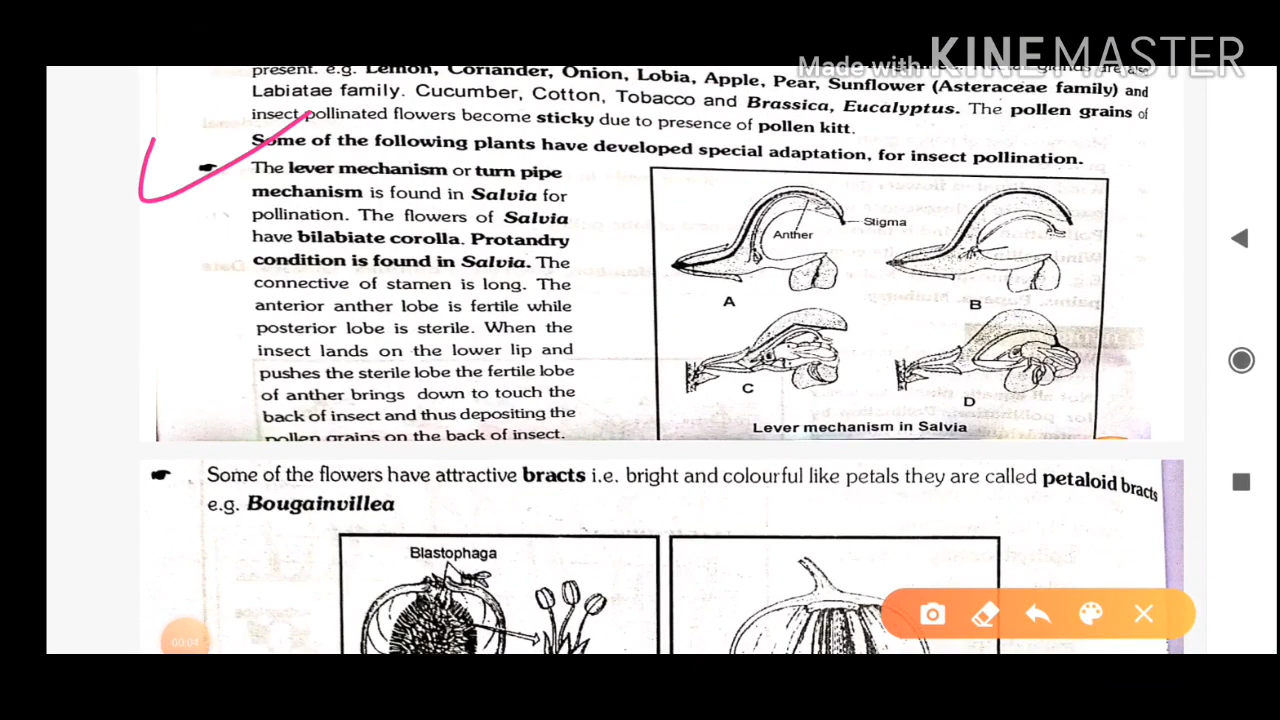 Made with KINEMASTER
present. e.g. Lemon, Coriander, Onion, Lobia, Apple, Pear, Sunflower (Asteraceae family) and
Labiatae family. Cucumber, Cotton, Tobacco and Brassica, Eucalyptus. The pollen grains of
insect pollinated flowers become sticky due to presence of pollen kitt.
Some of the following plants have developed special adaptation, for insect pollination.
The lever mechanism or turn pipe
mechanism is found in Salvia for
pollination. The flowers of Salvia
have bilabiate corolla. Protandry
condition is found in Salvia. The
connective of stamen is long. The
anterior anther lobe is fertile while
posterior lobe is sterile. When the
insect lands on the lower lip and
pushes the sterile lobe the fertile lobe
of anther brings down to touch the
back of insect and thus depositing the
pollen grains on the back of insect.
Anther
Stigma
A
B
C
D
Lever mechanism in Salvia
Some of the flowers have attractive bracts i.e. bright and colourful like petals they are called petaloid bracts
e.g. Bougainvillea
Blastophaga
00:04